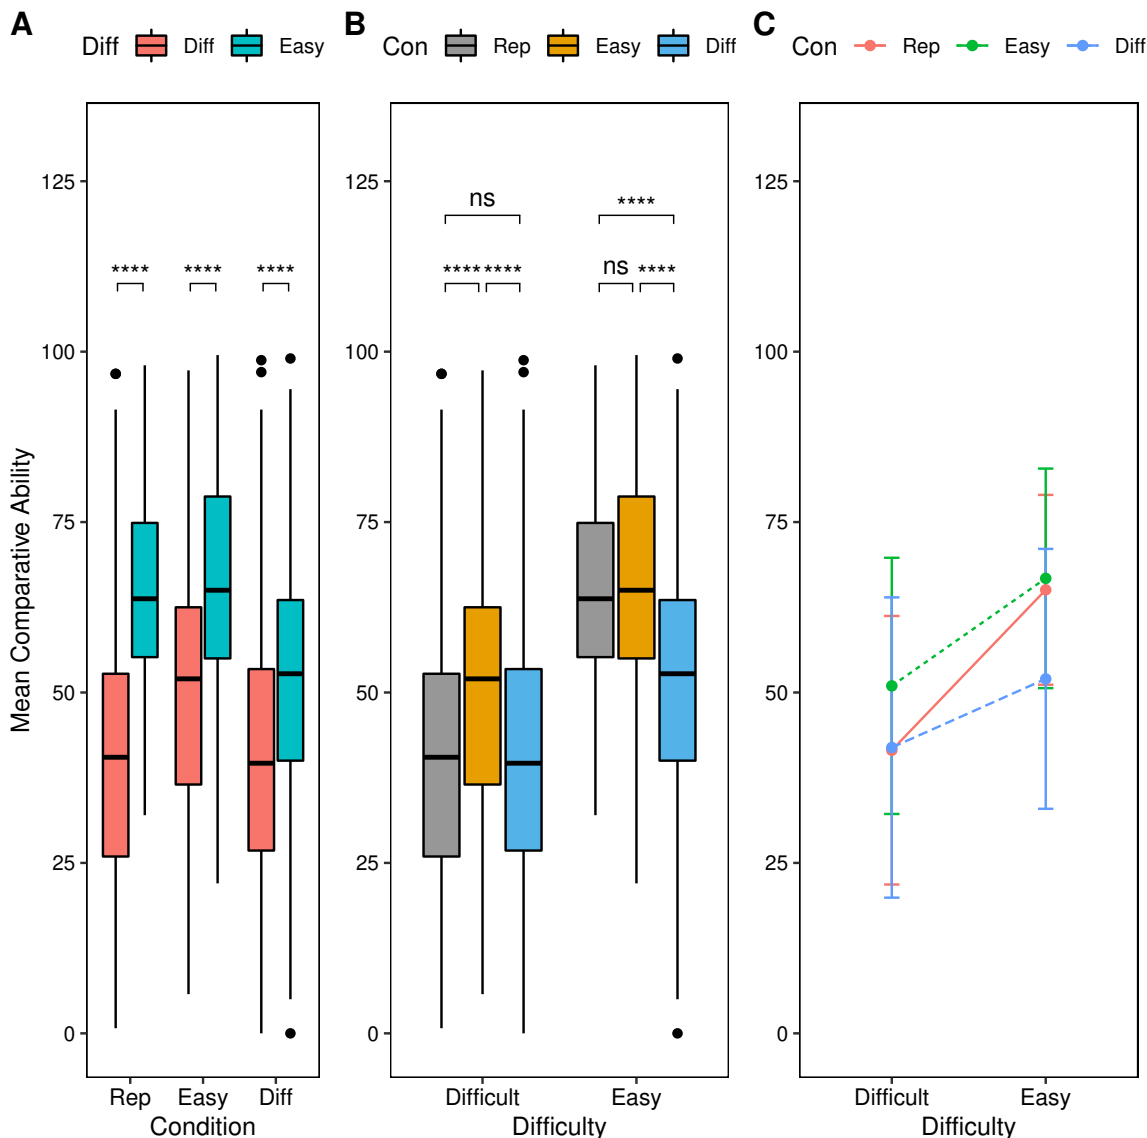 A Diff Diff Easy B Con Rep Easy Diff C Con Rep Easy Diff
125 125 125
ns ****
**** **** **** **** **** ns ****
100 100 100
75 75 75
Mean Comparative Ability
50 50 50
25 25 25
0 0 0
Rep Easy Diff Difficult Easy Difficult Easy
Condition Difficulty Difficulty